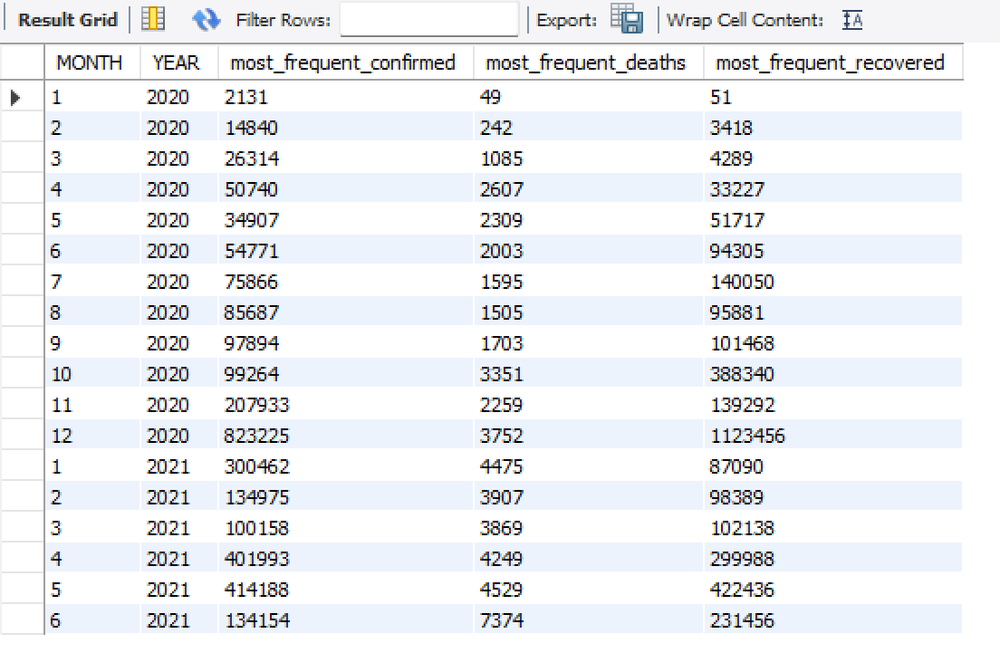 Result Grid Filter Rows: Export: Wrap Cell Content: IA
MONTH YEAR most_frequent_confirmed most_frequent_deaths most_frequent_recovered
1 2020 2131 49 51
2 2020 14840 242 3418
3 2020 26314 1085 4289
4 2020 50740 2607 33227
5 2020 34907 2309 51717
6 2020 54771 2003 94305
7 2020 75866 1595 140050
8 2020 85687 1505 95881
9 2020 97894 1703 101468
10 2020 99264 3351 388340
11 2020 207933 2259 139292
12 2020 823225 3752 1123456
1 2021 300462 4475 87090
2 2021 134975 3907 98389
3 2021 100158 3869 102138
4 2021 401993 4249 299988
5 2021 414188 4529 422436
6 2021 134154 7374 231456